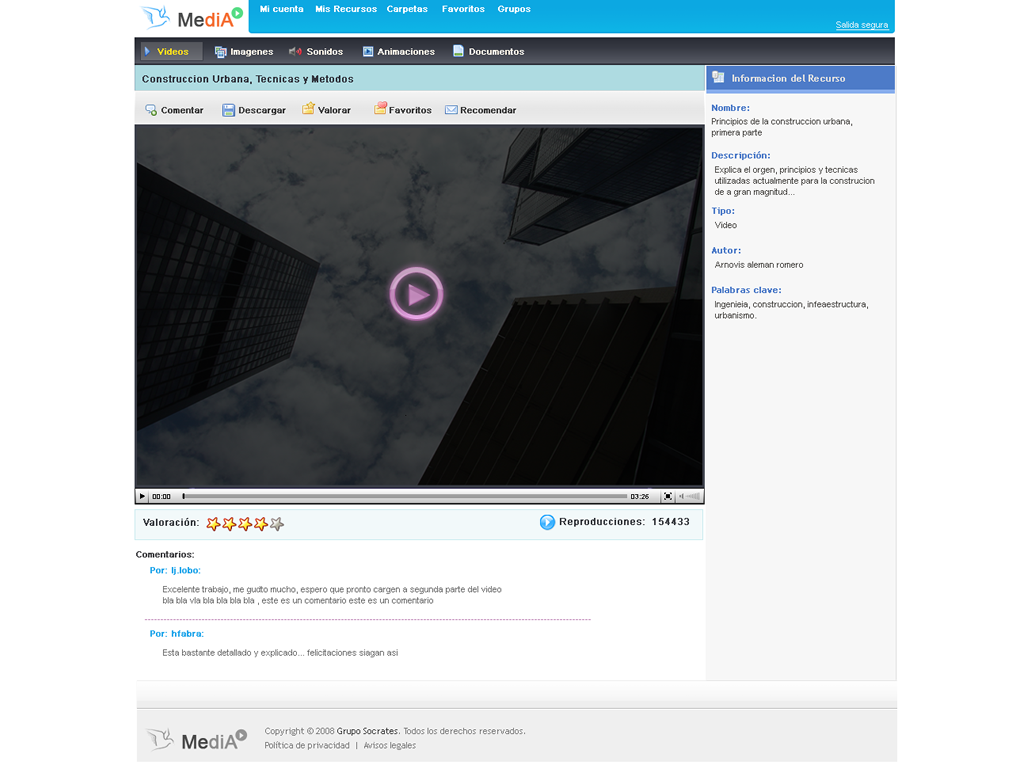 MediA
Mi cuenta Mis Recursos Carpetas Favoritos Grupos
Salida segura
Videos Imagenes Sonidos Animaciones Documentos
Construccion Urbana, Tecnicas y Metodos
Comentar Descargar Valorar Favoritos Recomendar
00:00 03:26
Valoración:
Reproducciones: 154433
Comentarios:
Por: lj.lobo:
Excelente trabajo, me gudto mucho, espero que pronto cargen a segunda parte del video
bla bla vla bla bla bla bla , este es un comentario este es un comentario
Por: hfabra:
Esta bastante detallado y explicado... felicitaciones siagan asi
Informacion del Recurso
Nombre:
Principios de la construccion urbana,
primera parte
Descripción:
Explica el orgen, principios y tecnicas
utilizadas actualmente para la construcion
de a gran magnitud...
Tipo:
Video
Autor:
Arnovis aleman romero
Palabras clave:
Ingenieia, construccion, infeaestructura,
urbanismo.
MediA
Copyright © 2008 Grupo Socrates. Todos los derechos reservados.
Política de privacidad | Avisos legales